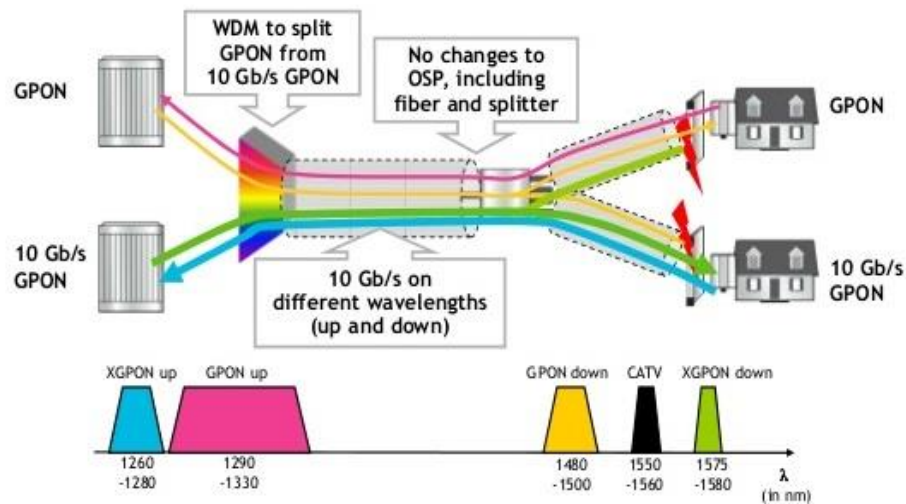 WDM to split
GPON from
10 Gb/s GPON
No changes to
OSP, including
fiber and splitter
GPON
GPON
10 Gb/s
GPON
10 Gb/s
GPON
10 Gb/s on
different wavelengths
(up and down)
XGPON up
GPON up
GPON down
CATV
XGPON down
1260
-1280
1290
-1330
1480
-1500
1550
-1560
1575
-1580
λ
(in nm)